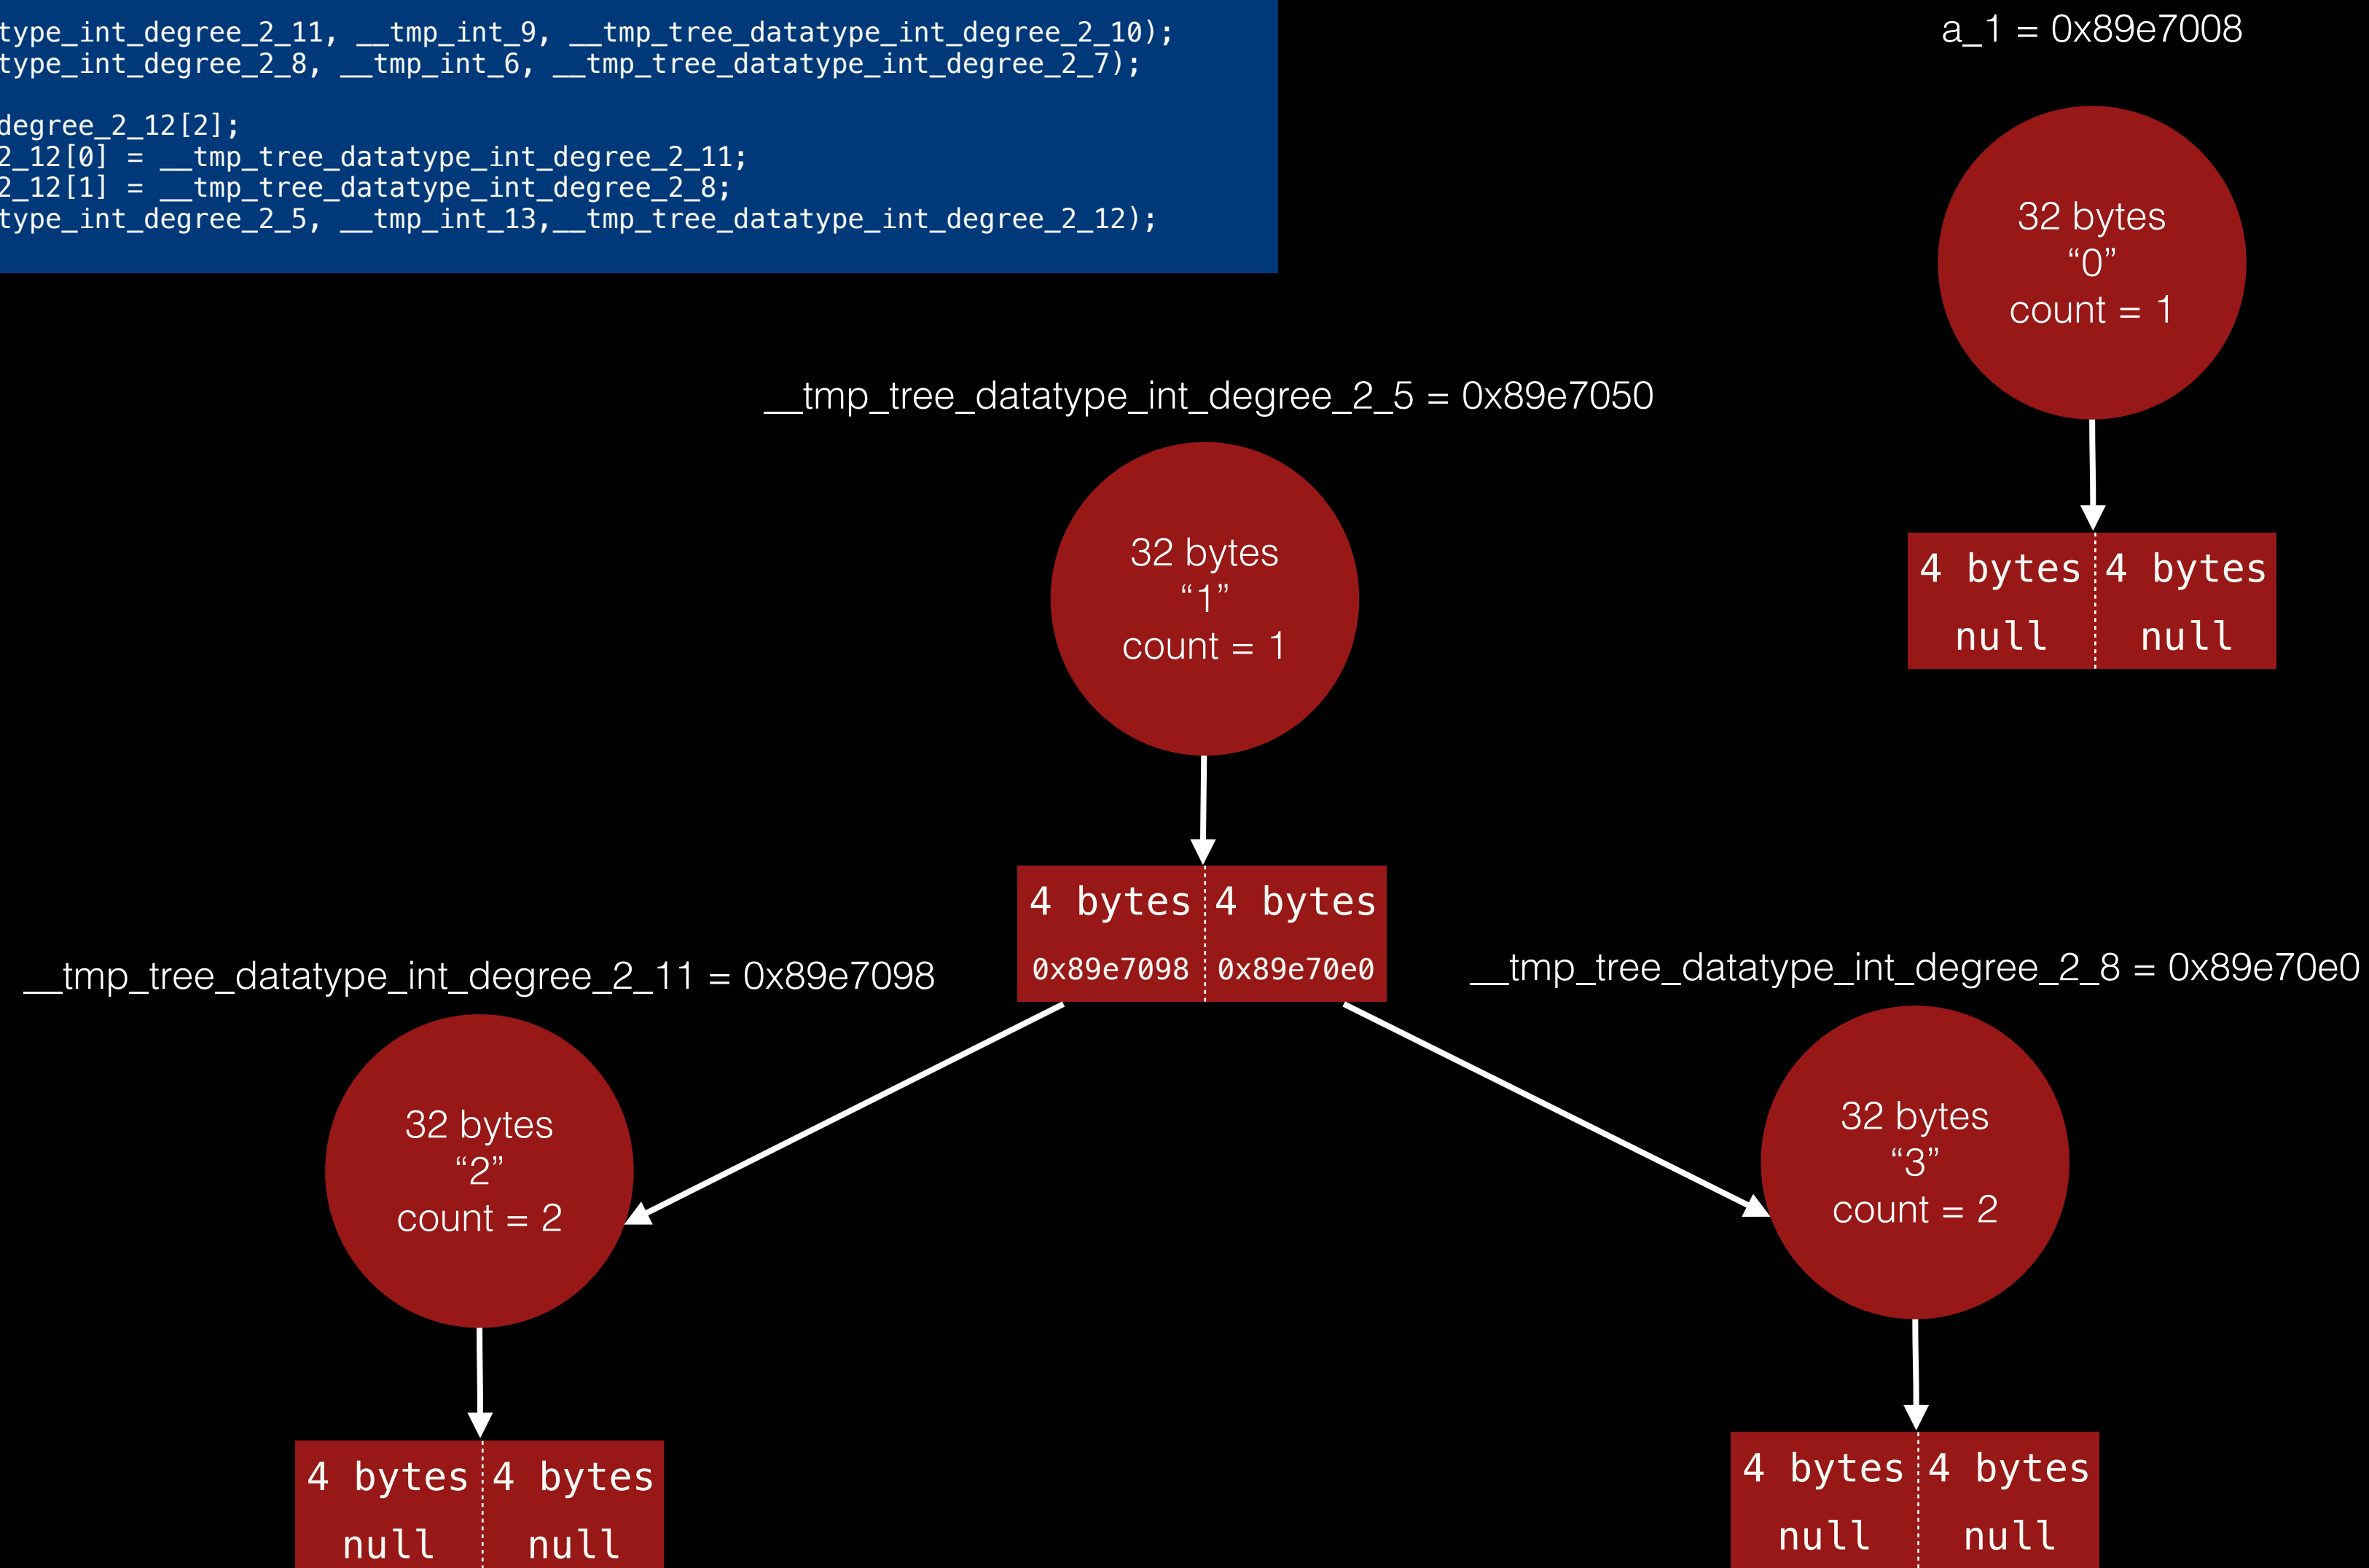 type_int_degree_2_11, __tmp_int_9, __tmp_tree_datatype_int_degree_2_10);
type_int_degree_2_8, __tmp_int_6, __tmp_tree_datatype_int_degree_2_7);
degree_2_12[2];
2_12[0] = __tmp_tree_datatype_int_degree_2_11;
2_12[1] = __tmp_tree_datatype_int_degree_2_8;
type_int_degree_2_5, __tmp_int_13,__tmp_tree_datatype_int_degree_2_12);
a_1 = 0x89e7008
32 bytes
“0”
count = 1
4 bytes 4 bytes
null null
__tmp_tree_datatype_int_degree_2_5 = 0x89e7050
32 bytes
“1”
count = 1
4 bytes 4 bytes
0x89e7098 0x89e70e0
__tmp_tree_datatype_int_degree_2_11 = 0x89e7098
32 bytes
“2”
count = 2
4 bytes 4 bytes
null null
__tmp_tree_datatype_int_degree_2_8 = 0x89e70e0
32 bytes
“3”
count = 2
4 bytes 4 bytes
null null